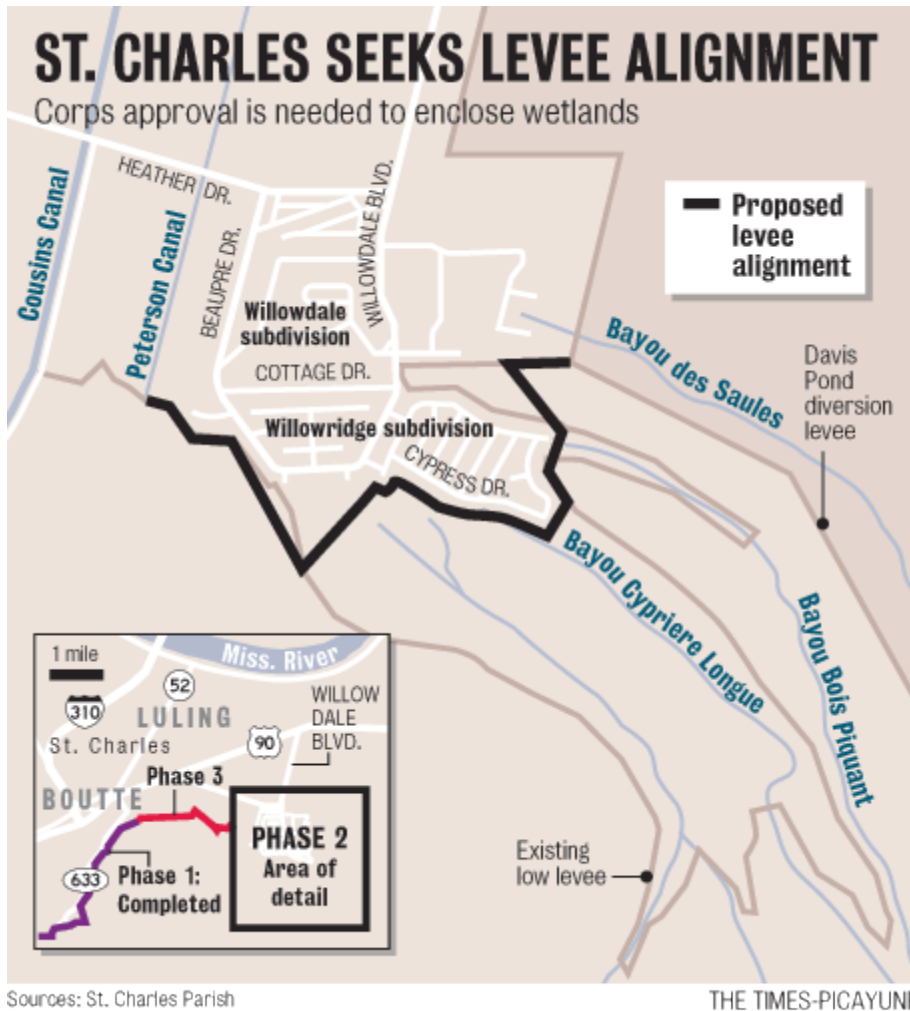 ST. CHARLES SEEKS LEVEE ALIGNMENT
Corps approval is needed to enclose wetlands
Cousins Canal
HEATHER DR.
Peterson Canal
BEAUPRE DR.
WILLOWDALE BLVD.
Proposed
levee
alignment
Willowdale
subdivision
COTTAGE DR.
Willowridge subdivision
CYPRESS DR.
Bayou des Saules
Davis
Pond
diversion
levee
Bayou Cypriere Longue
Bayou Bois Piquant
Existing
low levee
1 mile
Miss. River
310
52
LULING
St. Charles
90
WILLOW
DALE
BLVD.
Phase 3
BOUTTE
PHASE 2
Area of
detail
633
Phase 1:
Completed
Sources: St. Charles Parish
THE TIMES-PICAYUNE